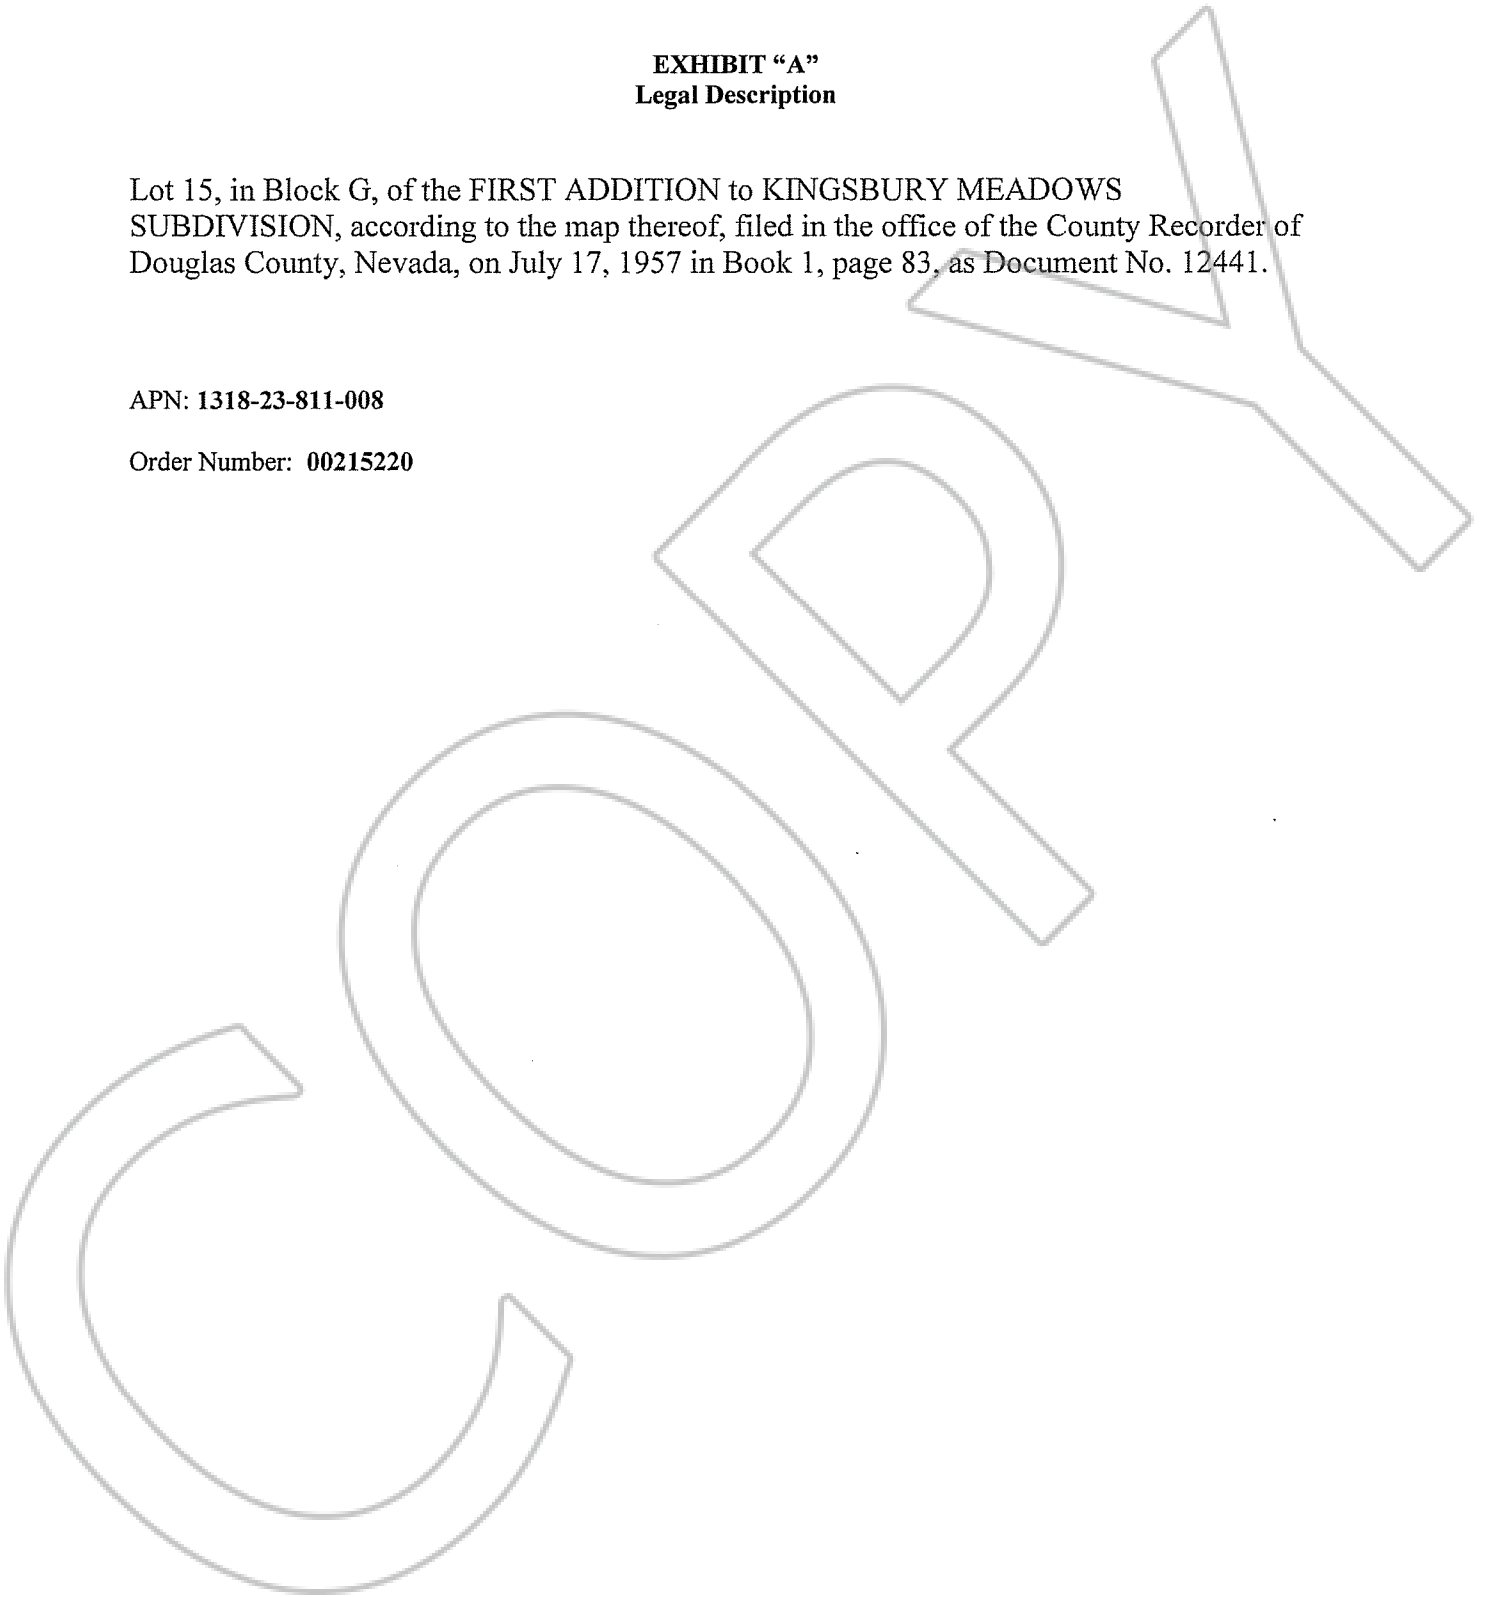 EXHIBIT “A”
Legal Description
Lot 15, in Block G, of the FIRST ADDITION to KINGSBURY MEADOWS
SUBDIVISION, according to the map thereof, filed in the office of the County Recorder of
Douglas County, Nevada, on July 17, 1957 in Book 1, page 83, as Document No. 12441.
APN: 1318-23-811-008
Order Number: 00215220
COPY